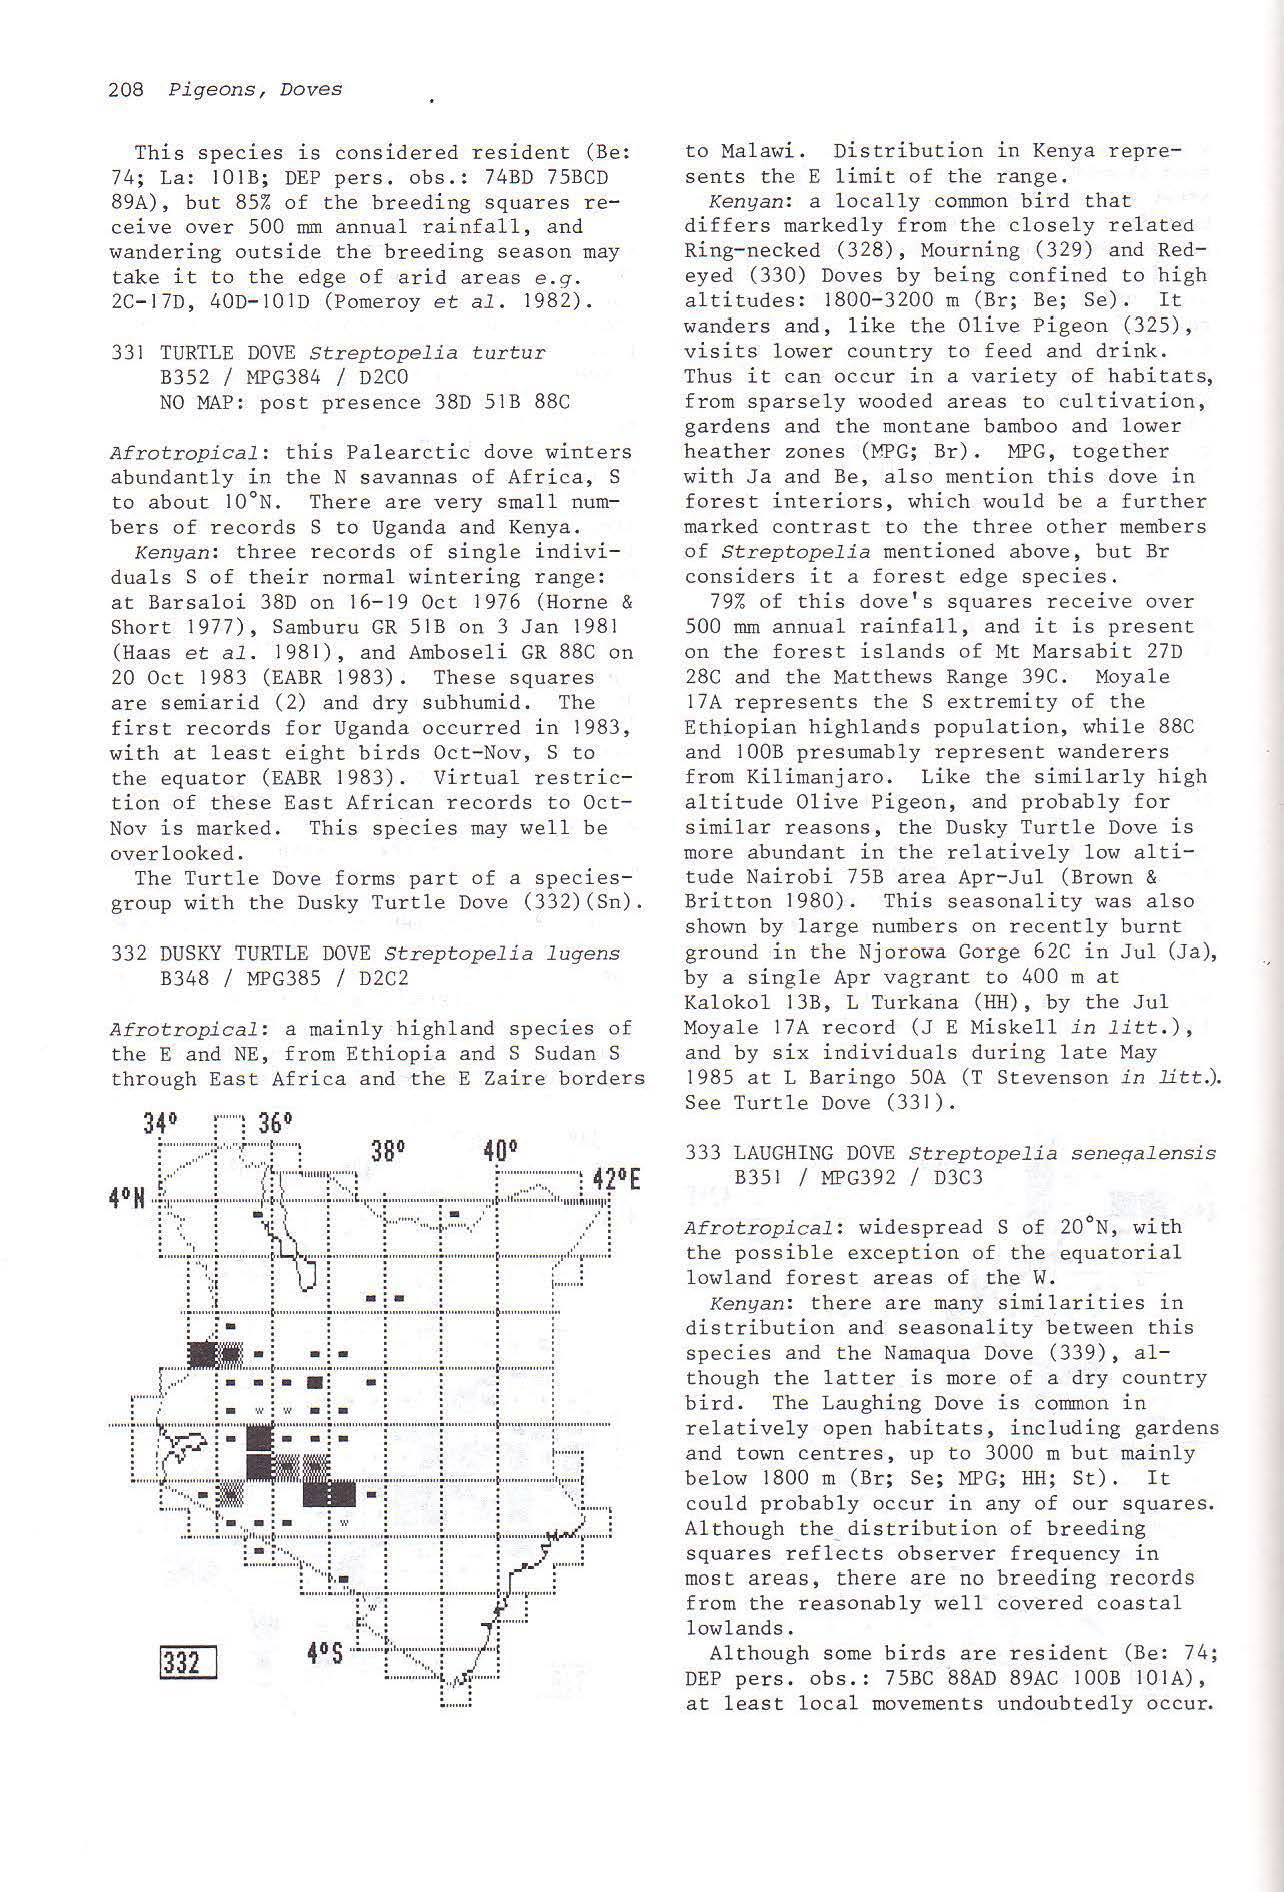 208 Pigeons, Doves
This species is considered resident (Be:
74; La: 101B; DEP pers. obs.: 74BD 75BCD
89A), but 85% of the breeding squares re-
ceive over 500 mm annual rainfall, and
wandering outside the breeding season may
take it to the edge of arid areas e.g.
2C-17D, 40D-101D (Pomeroy et al. 1982).
331 TURTLE DOVE Streptopelia turtur
B352 / MPG384 / D2C0
NO MAP: post presence 38D 51B 88C
Afrotropical: this Palearctic dove winters
abundantly in the N savannas of Africa, S
to about 10°N. There are very small num-
bers of records S to Uganda and Kenya.
Kenyan: three records of single indivi-
duals S of their normal wintering range:
at Barsaloi 38D on 16-19 Oct 1976 (Horne &
Short 1977), Samburu GR 51B on 3 Jan 1981
(Haas et al. 1981), and Amboseli GR 88C on
20 Oct 1983 (EABR 1983). These squares
are semiarid (2) and dry subhumid. The
first records for Uganda occurred in 1983,
with at least eight birds Oct-Nov, S to
the equator (EABR 1983). Virtual restric-
tion of these East African records to Oct-
Nov is marked. This species may well be
overlooked.
The Turtle Dove forms part of a species-
group with the Dusky Turtle Dove (332)(Sn).
332 DUSKY TURTLE DOVE Streptopelia lugens
B348 / MPG385 / D2C2
Afrotropical: a mainly highland species of
the E and NE, from Ethiopia and S Sudan S
through East Africa and the E Zaire borders
34° 36°
38° 40°
42°E
4°N
W W
W
W
4°S
332
to Malawi. Distribution in Kenya repre-
sents the E limit of the range.
Kenyan: a locally common bird that
differs markedly from the closely related
Ring-necked (328), Mourning (329) and Red-
eyed (330) Doves by being confined to high
altitudes: 1800-3200 m (Br; Be; Se). It
wanders and, like the Olive Pigeon (325),
visits lower country to feed and drink.
Thus it can occur in a variety of habitats,
from sparsely wooded areas to cultivation,
gardens and the montane bamboo and lower
heather zones (MPG; Br). MPG, together
with Ja and Be, also mention this dove in
forest interiors, which would be a further
marked contrast to the three other members
of Streptopelia mentioned above, but Br
considers it a forest edge species.
79% of this dove's squares receive over
500 mm annual rainfall, and it is present
on the forest islands of Mt Marsabit 27D
28C and the Matthews Range 39C. Moyale
17A represents the S extremity of the
Ethiopian highlands population, while 88C
and 100B presumably represent wanderers
from Kilimanjaro. Like the similarly high
altitude Olive Pigeon, and probably for
similar reasons, the Dusky Turtle Dove is
more abundant in the relatively low alti-
tude Nairobi 75B area Apr-Jul (Brown &
Britton 1980). This seasonality was also
shown by large numbers on recently burnt
ground in the Njorowa Gorge 62C in Jul (Ja),
by a single Apr vagrant to 400 m at
Kalokol 13B, L Turkana (HH), by the Jul
Moyale 17A record (J E Miskell in litt.),
and by six individuals during late May
1985 at L Baringo 50A (T Stevenson in litt.).
See Turtle Dove (331).
333 LAUGHING DOVE Streptopelia senegalensis
B351 / MPG392 / D3C3
Afrotropical: widespread S of 20°N, with
the possible exception of the equatorial
lowland forest areas of the W.
Kenyan: there are many similarities in
distribution and seasonality between this
species and the Namaqua Dove (339), al-
though the latter is more of a dry country
bird. The Laughing Dove is common in
relatively open habitats, including gardens
and town centres, up to 3000 m but mainly
below 1800 m (Br; Se; MPG; HH; St). It
could probably occur in any of our squares.
Although the distribution of breeding
squares reflects observer frequency in
most areas, there are no breeding records
from the reasonably well covered coastal
lowlands.
Although some birds are resident (Be: 74;
DEP pers. obs.: 75BC 88AD 89AC 100B 101A),
at least local movements undoubtedly occur.